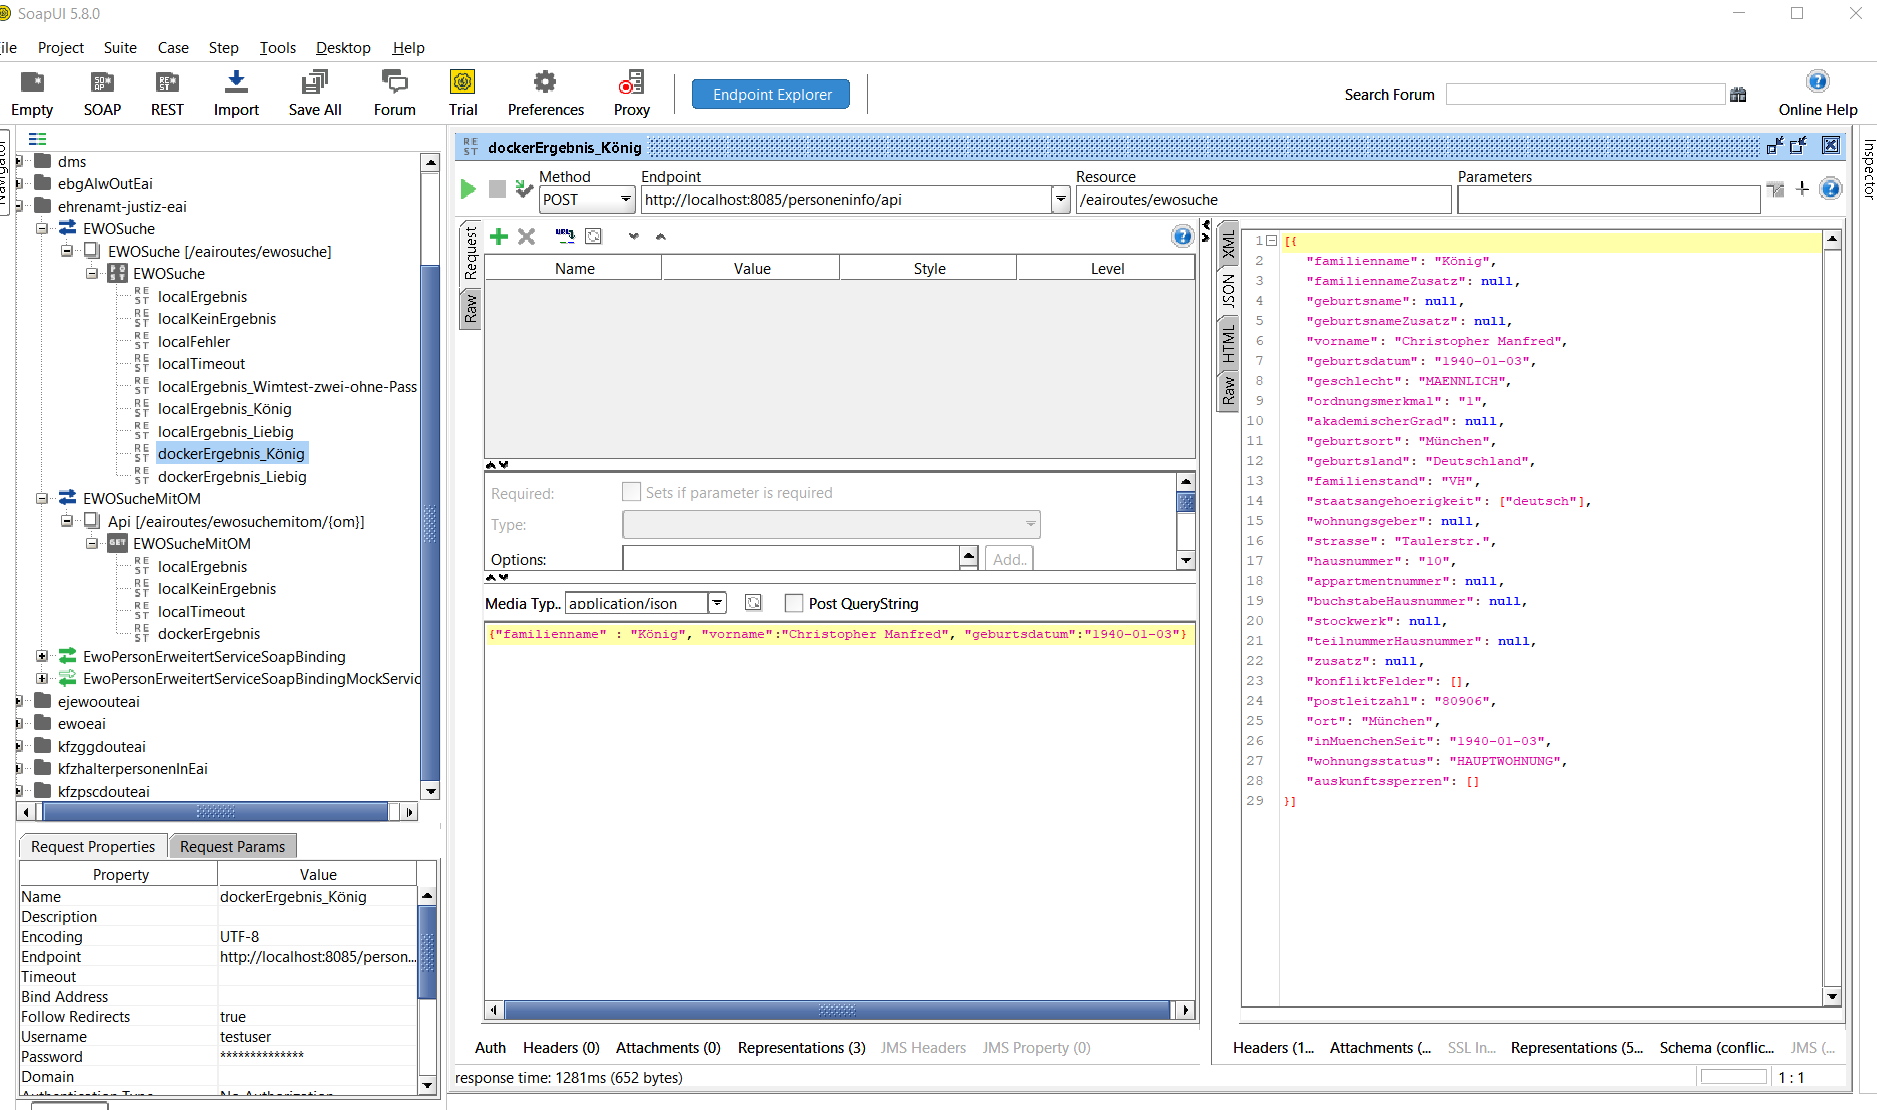 SoapUI 5.8.0
ile Project Suite Case Step Tools Desktop Help
Empty SOAP REST Import Save All Forum Trial Preferences Proxy
Endpoint Explorer
Search Forum
Online Help
Navigator
dms
ebgAlwOutEai
ehrenamt-justiz-eai
EWOSuche
EWOSuche [/eairoutes/ewosuche]
EWOSuche
localErgebnis
localKeinErgebnis
localFehler
localTimeout
localErgebnis_Wimtest-zwei-ohne-Pass
localErgebnis_König
localErgebnis_Liebig
dockerErgebnis_König
dockerErgebnis_Liebig
EWOSucheMitOM
Api [/eairoutes/ewosuchemitom/{om}]
EWOSucheMitOM
localErgebnis
localKeinErgebnis
localTimeout
dockerErgebnis
EwoPersonErweitertServiceSoapBinding
EwoPersonErweitertServiceSoapBindingMockServic
ejewoouteai
ewoeai
kfzggdouteai
kfzhalterpersonenInEai
kfzpscdouteai
Request Properties Request Params
Property Value
Name dockerErgebnis_König
Description
Encoding UTF-8
Endpoint http://localhost:8085/person...
Timeout
Bind Address
Follow Redirects true
Username testuser
Password **************
Domain
Authentication Type No Authorization
dockerErgebnis_König
Method Endpoint Resource Parameters
POST http://localhost:8085/personeninfo/api /eairoutes/ewosuche
Request
Raw
Name Value Style Level
Required: Sets if parameter is required
Type:
Options: Add..
Media Typ.. application/json Post QueryString
{"familienname" : "König", "vorname":"Christopher Manfred", "geburtsdatum":"1940-01-03"}
Auth Headers (0) Attachments (0) Representations (3) JMS Headers JMS Property (0)
response time: 1281ms (652 bytes)
XML
JSON
HTML
Raw
1 [{
2 "familienname": "König",
3 "familiennameZusatz": null,
4 "geburtsname": null,
5 "geburtsnameZusatz": null,
6 "vorname": "Christopher Manfred",
7 "geburtsdatum": "1940-01-03",
8 "geschlecht": "MAENNLICH",
9 "ordnungsmerkmal": "1",
10 "akademischerGrad": null,
11 "geburtsort": "München",
12 "geburtsland": "Deutschland",
13 "familienstand": "VH",
14 "staatsangehoerigkeit": ["deutsch"],
15 "wohnungsgeber": null,
16 "strasse": "Taulerstr.",
17 "hausnummer": "10",
18 "appartmentnummer": null,
19 "buchstabeHausnummer": null,
20 "stockwerk": null,
21 "teilnummerHausnummer": null,
22 "zusatz": null,
23 "konfliktFelder": [],
24 "postleitzahl": "80906",
25 "ort": "München",
26 "inMuenchenSeit": "1940-01-03",
27 "wohnungsstatus": "HAUPTWOHNUNG",
28 "auskunftssperren": []
29 }]
Headers (1... Attachments (... SSL In... Representations (5... Schema (conflic... JMS (...
1 : 1
Inspector